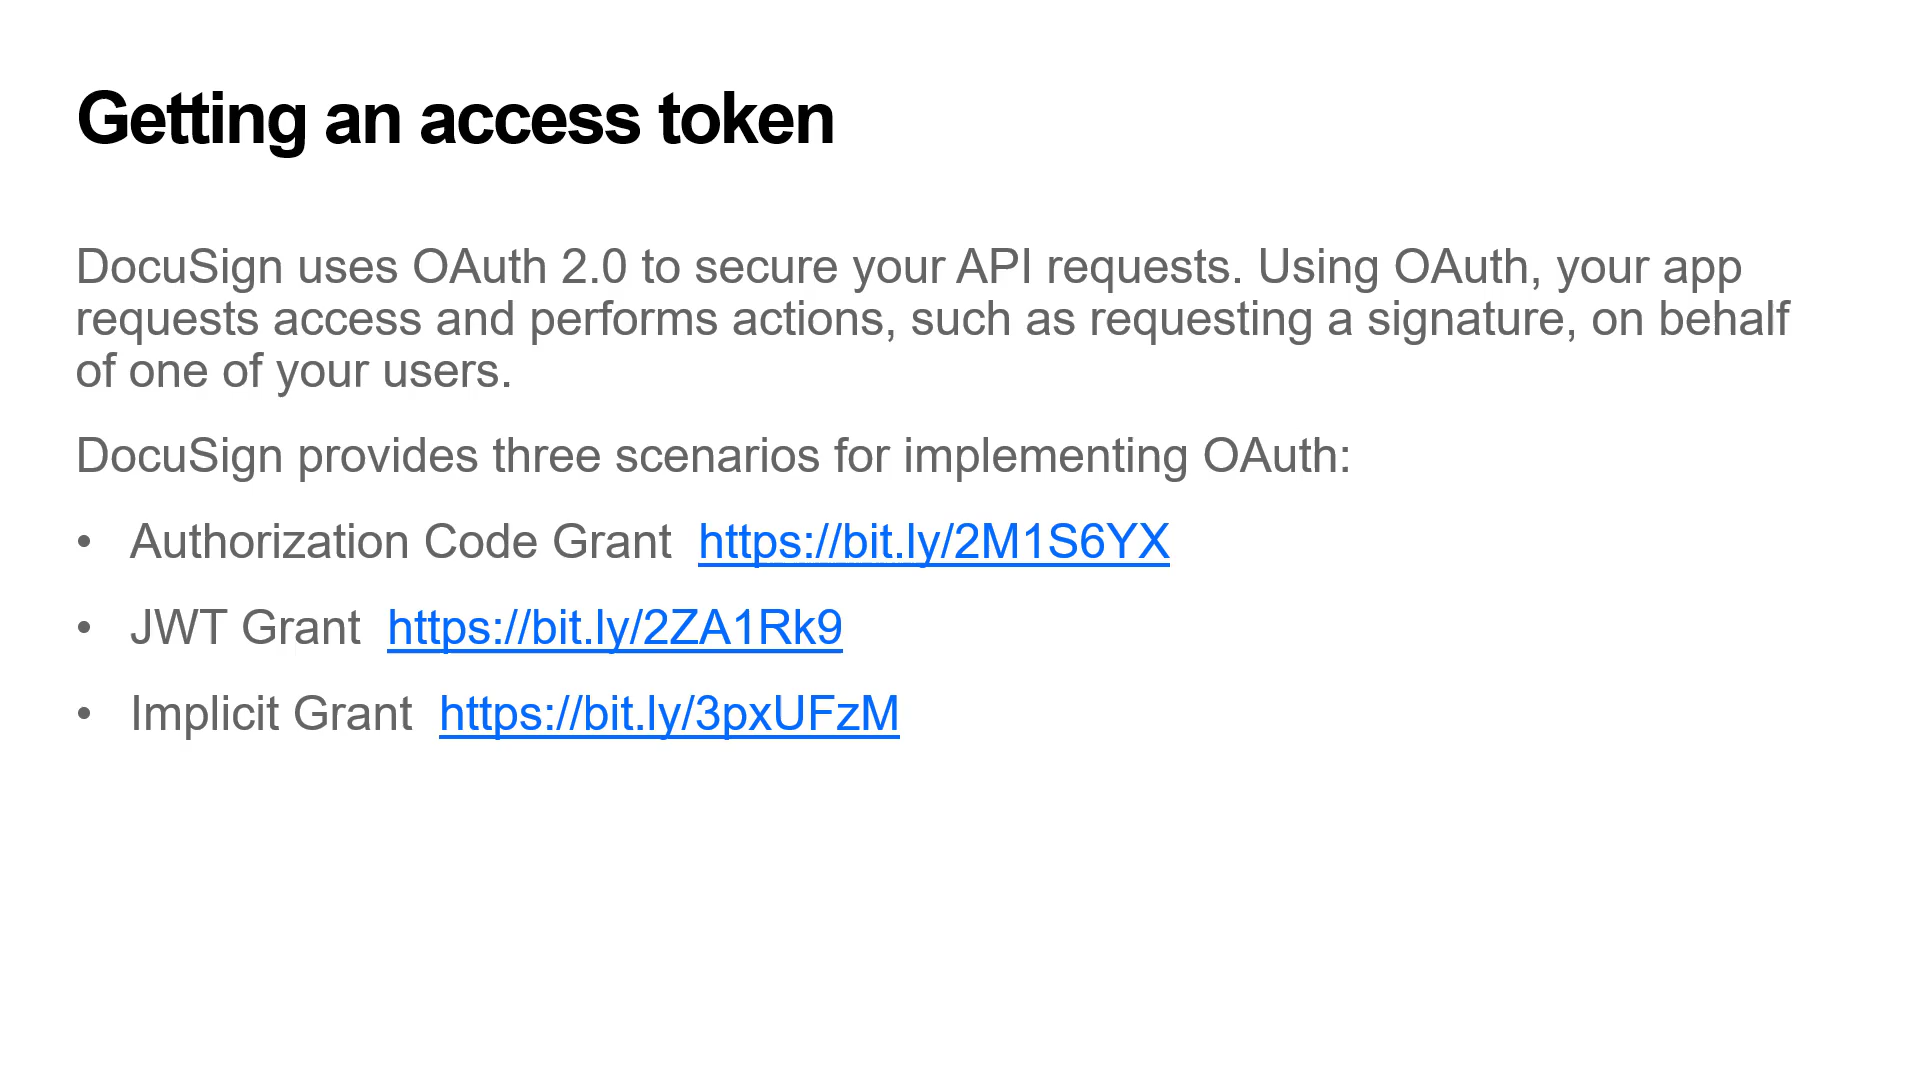 Getting an access token
DocuSign uses OAuth 2.0 to secure your API requests. Using OAuth, your app
requests access and performs actions, such as requesting a signature, on behalf
of one of your users.
DocuSign provides three scenarios for implementing OAuth:
• Authorization Code Grant https://bit.ly/2M1S6YX
• JWT Grant https://bit.ly/2ZA1Rk9
• Implicit Grant https://bit.ly/3pxUFzM